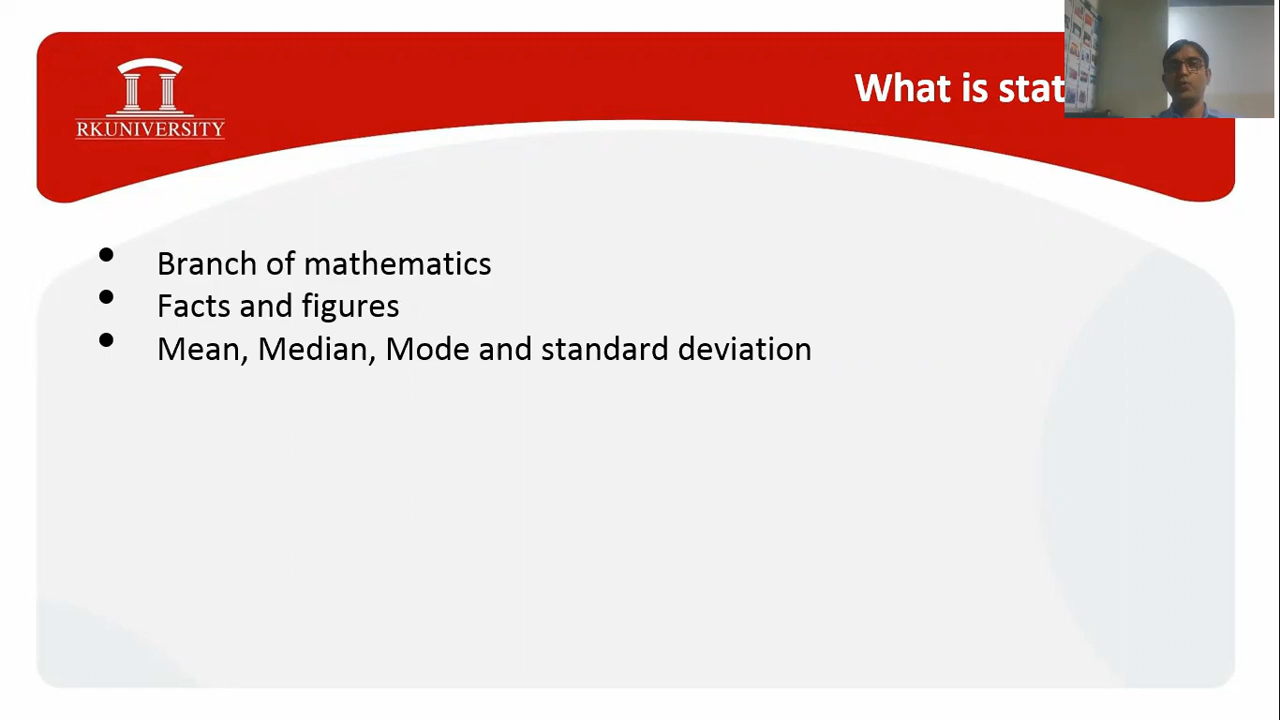 RKUNIVERSITY
What is stat
• Branch of mathematics
• Facts and figures
• Mean, Median, Mode and standard deviation